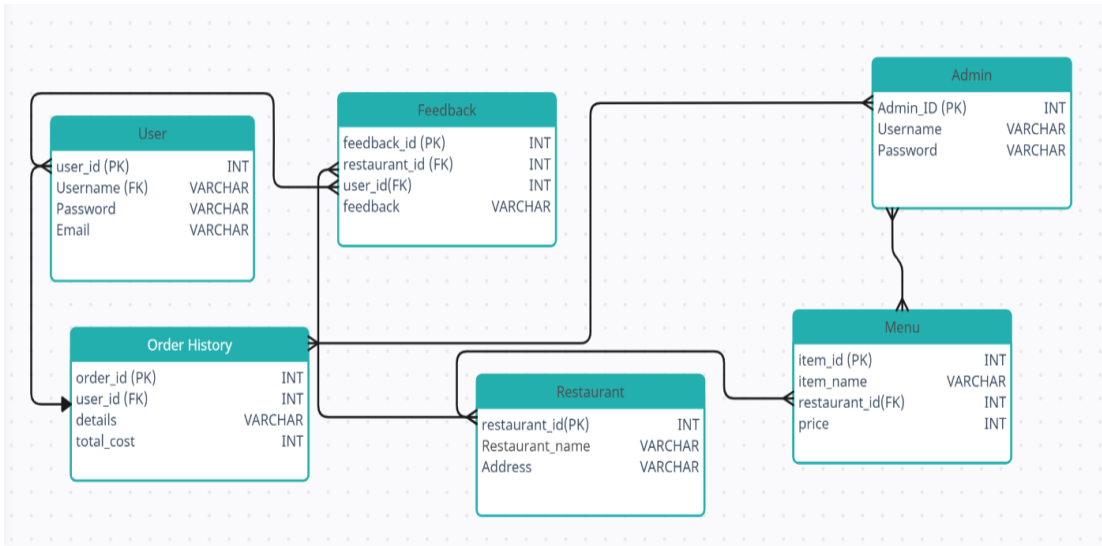 User
user_id (PK) INT
Username (FK) VARCHAR
Password VARCHAR
Email VARCHAR
Feedback
feedback_id (PK) INT
restaurant_id (FK) INT
user_id(FK) INT
feedback VARCHAR
Admin
Admin_ID (PK) INT
Username VARCHAR
Password VARCHAR
Order History
order_id (PK) INT
user_id (FK) INT
details VARCHAR
total_cost INT
Restaurant
restaurant_id(PK) INT
Restaurant_name VARCHAR
Address VARCHAR
Menu
item_id (PK) INT
item_name VARCHAR
restaurant_id(FK) INT
price INT